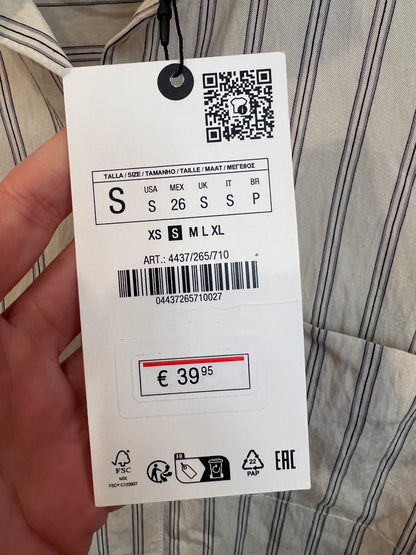 TALLA / SIZE / TAMANHO / TAILLE / MAAT / ΜΕΓΕΘΟΣ
S
USA MEX UK IT BR
S 26 S S P
XS S M L XL
ART.: 4437/265/710
04437265710027
€ 39 95
FSC
MIX
FR
22
PAP
EAC